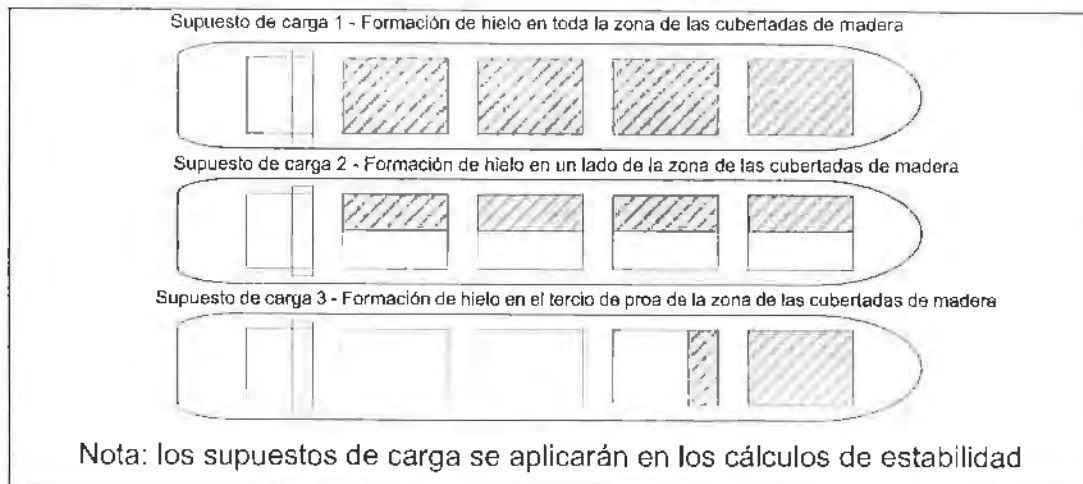 Supuesto de carga 1 - Formación de hielo en toda la zona de las cubertadas de madera
Supuesto de carga 2 - Formación de hielo en un lado de la zona de las cubertadas de madera
Supuesto de carga 3 - Formación de hielo en el tercio de proa de la zona de las cubertadas de madera
Nota: los supuestos de carga se aplicarán en los cálculos de estabilidad